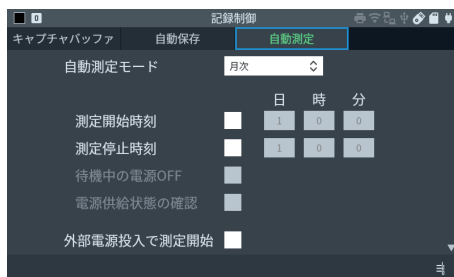 0 記録制御
キャプチャバッファ 自動保存 自動測定
自動測定モード 月次
日 時 分
測定開始時刻 1 0 0
測定停止時刻 1 0 0
待機中の電源OFF
電源供給状態の確認
外部電源投入で測定開始